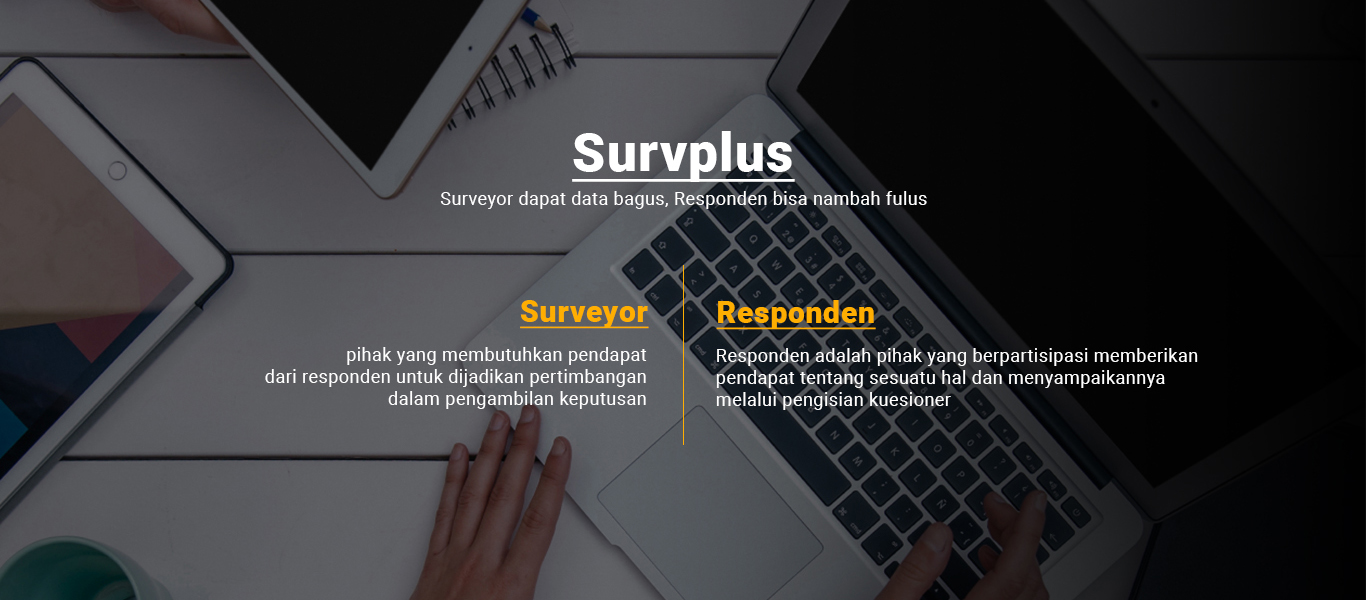 Survplus
Surveyor dapat data bagus, Responden bisa nambah fulus
Surveyor
pihak yang membutuhkan pendapat
dari responden untuk dijadikan pertimbangan
dalam pengambilan keputusan
Responden
Responden adalah pihak yang berpartisipasi memberikan
pendapat tentang sesuatu hal dan menyampaikannya
melalui pengisian kuesioner